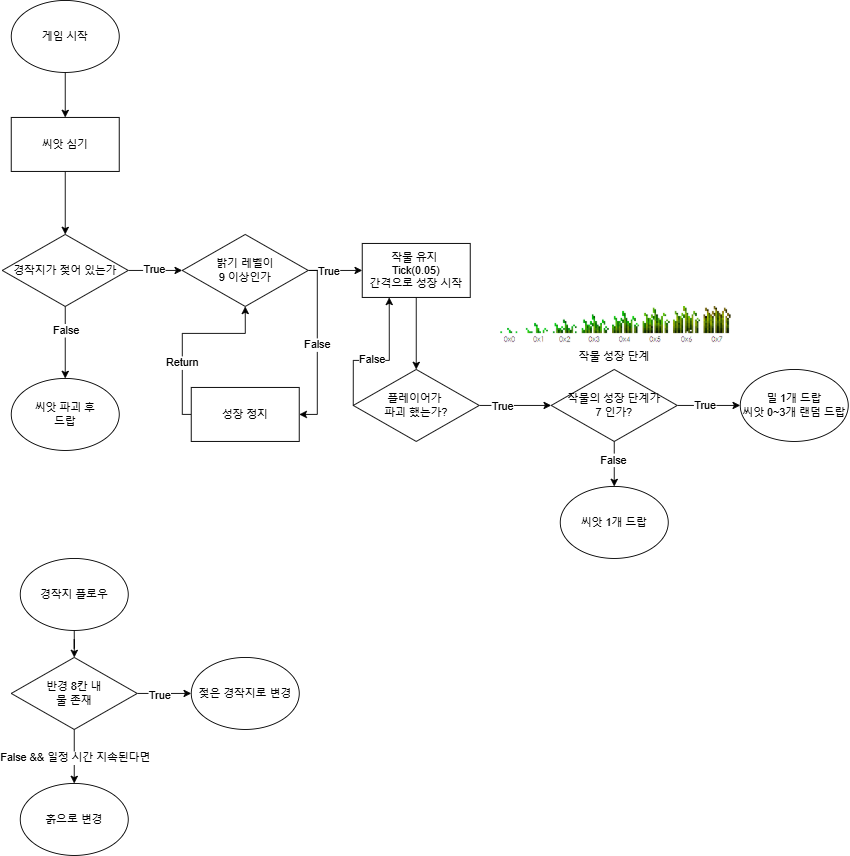 게임 시작
씨앗 심기
경작지가 젖어 있는가
True
False
씨앗 파괴 후
드랍
밝기 레벨이
9 이상인가
True
False
성장 정지
Return
작물 유지
Tick(0.05)
간격으로 성장 시작
False
플레이어가
파괴 했는가?
True
0x0 0x1 0x2 0x3 0x4 0x5 0x6 0x7
작물 성장 단계
작물의 성장 단계가
7 인가?
True
밀 1개 드랍
씨앗 0~3개 랜덤 드랍
False
씨앗 1개 드랍
경작지 플로우
반경 8칸 내
물 존재
True
젖은 경작지로 변경
False && 일정 시간 지속된다면
흙으로 변경